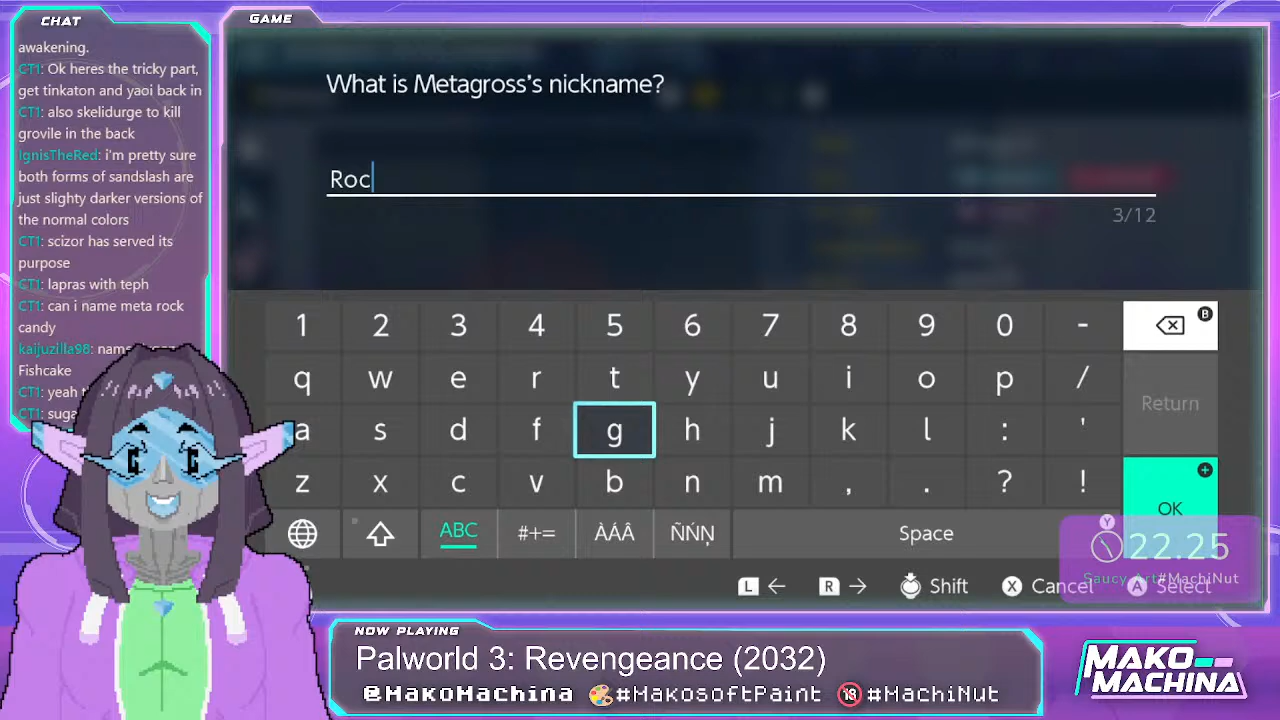 CHAT
awakening.
CT1: Ok heres the tricky part,
get tinkaton and yaoi back in
CT1: also skelidurge to kill
grovile in the back
IgnisTheRed: i'm pretty sure
both forms of sandslash are
just slighty darker versions of
the normal colors
CT1: scizor has served its
purpose
CT1: lapras with teph
CT1: can i name meta rock
candy
kaijuzilla98: name
Fishcake
CT1: yeah
CT1: suga
GAME
What is Metagross's nickname?
Roc
3/12
1 2 3 4 5 6 7 8 9 0 - B
q w e r t y u i o p / Return
a s d f g h j k l : '
z x c v b n m , . ? ! +
OK
ABC #+= ÀÁÂ ÑŃŅ Space
Y 22.25
Saucy Art#MachiNut
L ← R → Shift X Cancel A Select
NOW PLAYING
Palworld 3: Revengeance (2032)
@MakoMachina #MakosoftPaint 18 #MachiNut
MAKO
MACHINA